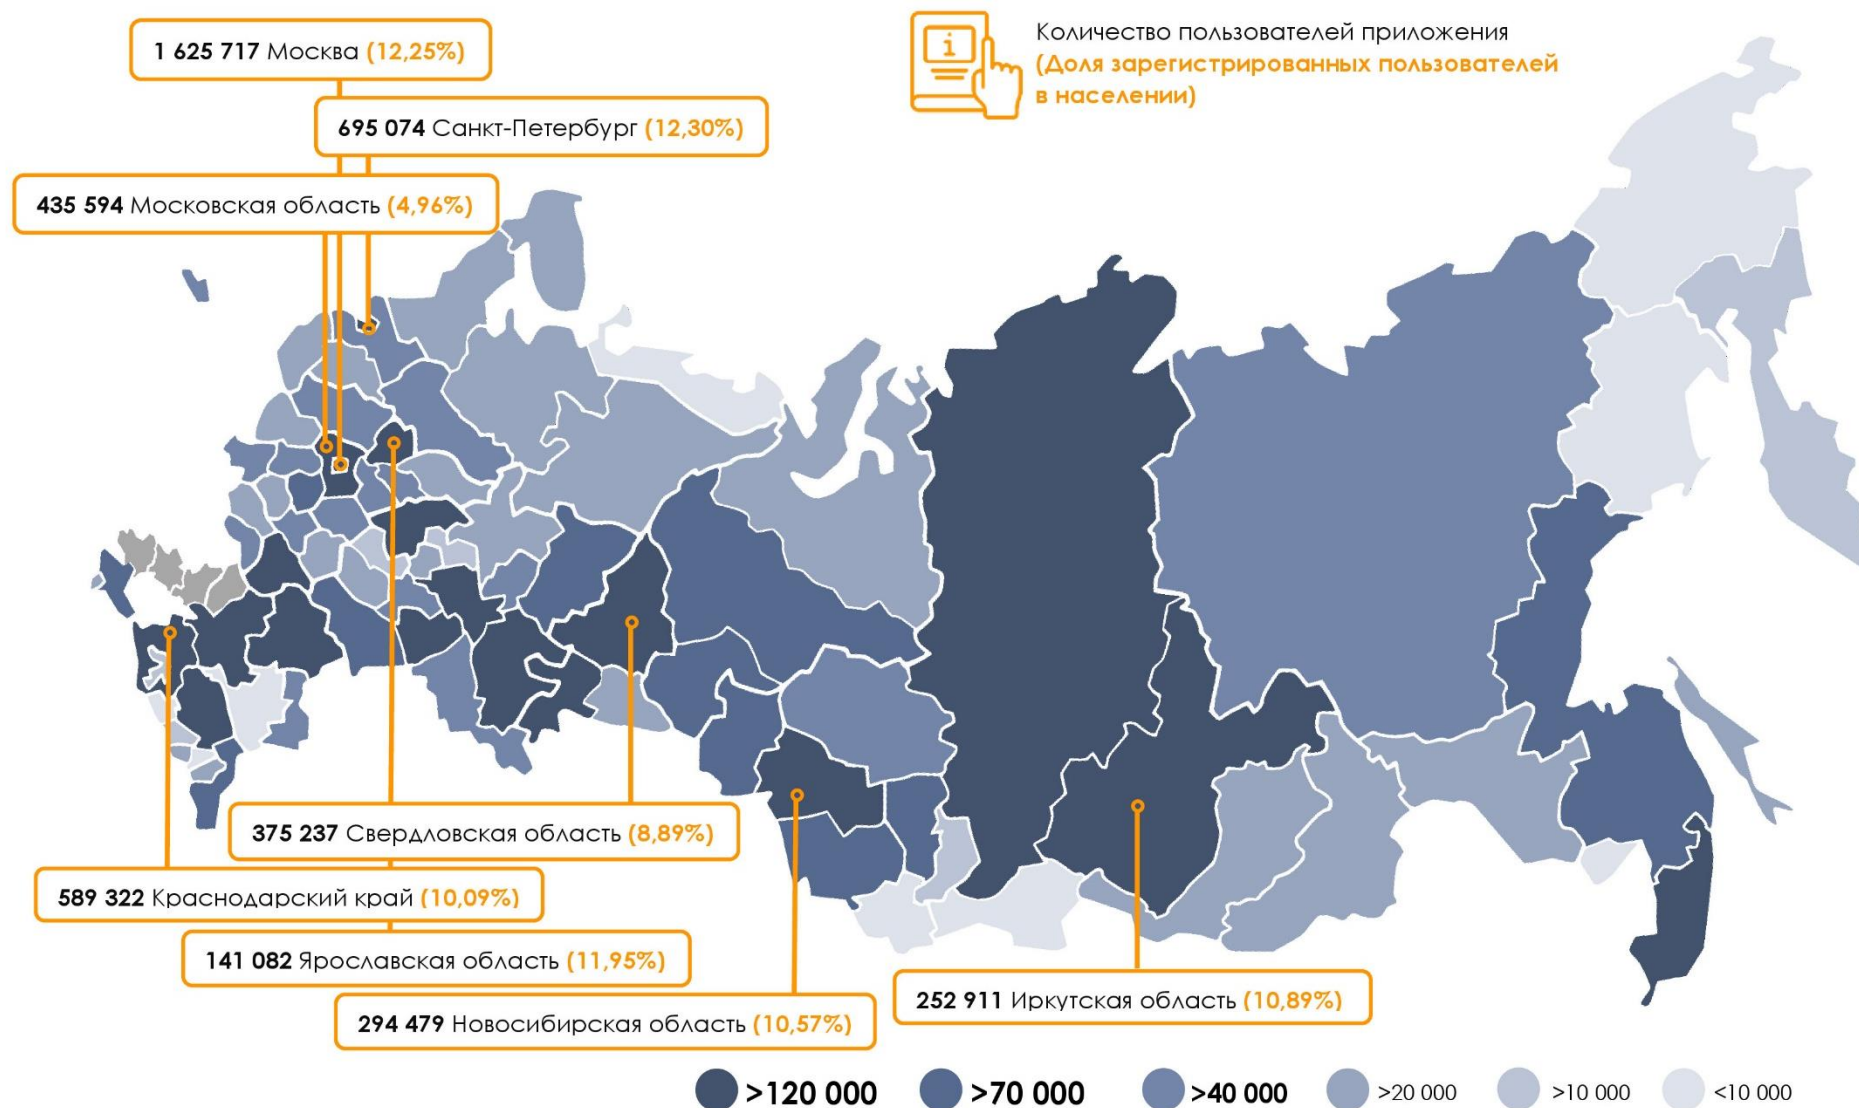 1 625 717 Москва (12,25%)
Количество пользователей приложения
(Доля зарегистрированных пользователей
в населении)
695 074 Санкт-Петербург (12,30%)
435 594 Московская область (4,96%)
375 237 Свердловская область (8,89%)
589 322 Краснодарский край (10,09%)
141 082 Ярославская область (11,95%)
252 911 Иркутская область (10,89%)
294 479 Новосибирская область (10,57%)
>120 000 >70 000 >40 000 >20 000 >10 000 <10 000